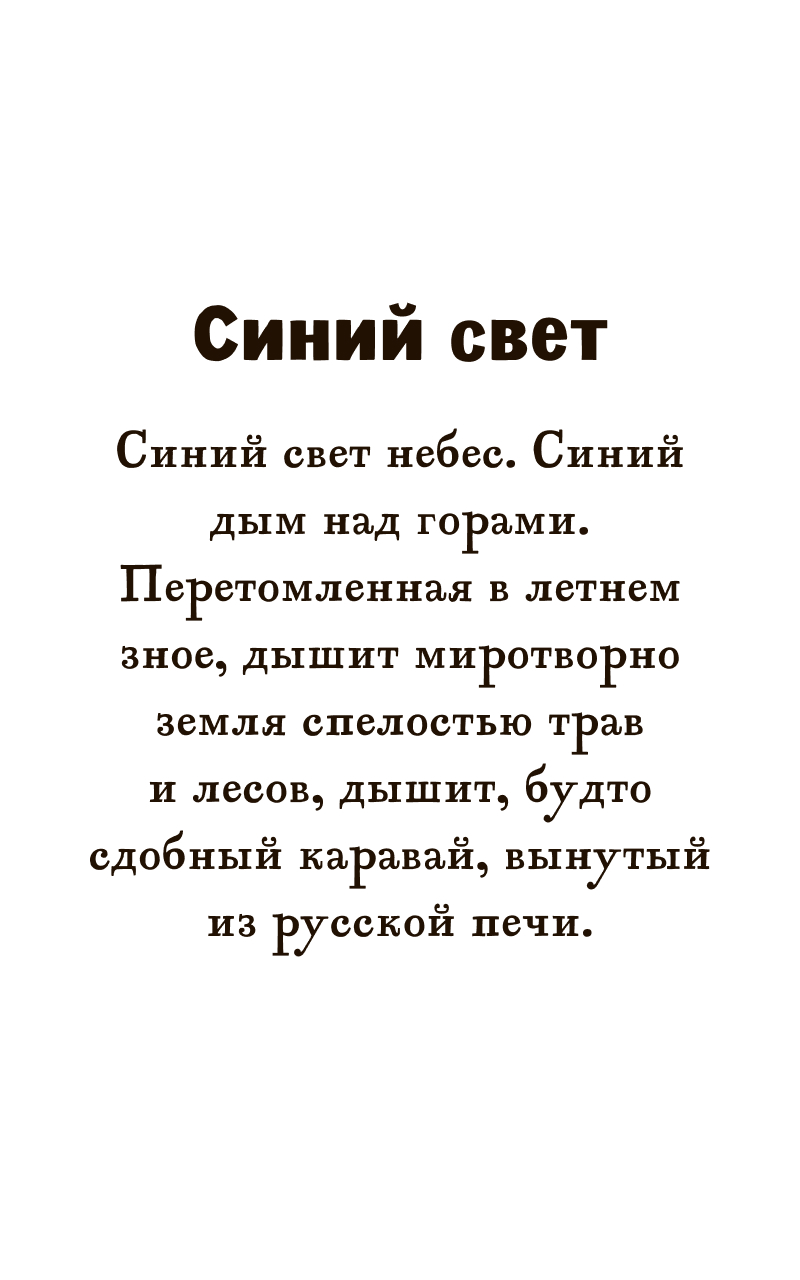 Синий свет
Синий свет небес. Синий
дым над горами.
Перетомленная в летнем
зное, дышит миротворно
земля спелостью трав
и лесов, дышит, будто
сдобный каравай, вынутый
из русской печи.